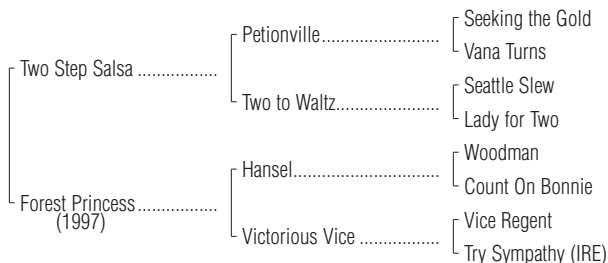 Seeking the Gold
Petionville
Vana Turns
Two Step Salsa
Seattle Slew
Two to Waltz
Lady for Two
Woodman
Hansel
Count On Bonnie
Forest Princess
(1997)
Vice Regent
Victorious Vice
Try Sympathy (IRE)